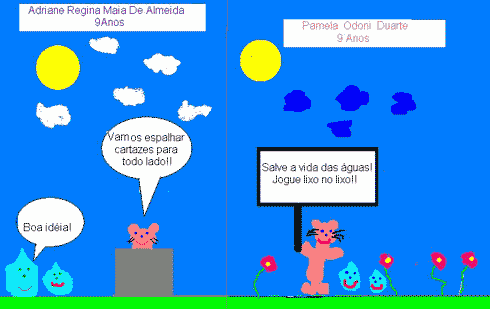 Adriane Regina Maia De Almeida
9Anos
Vamos espalhar
cartazes para
todo lado!!
Boa idéia!
Pamela Odoni Duarte
9 Anos
Salve a vida das águas!
Jogue lixo no lixo!!